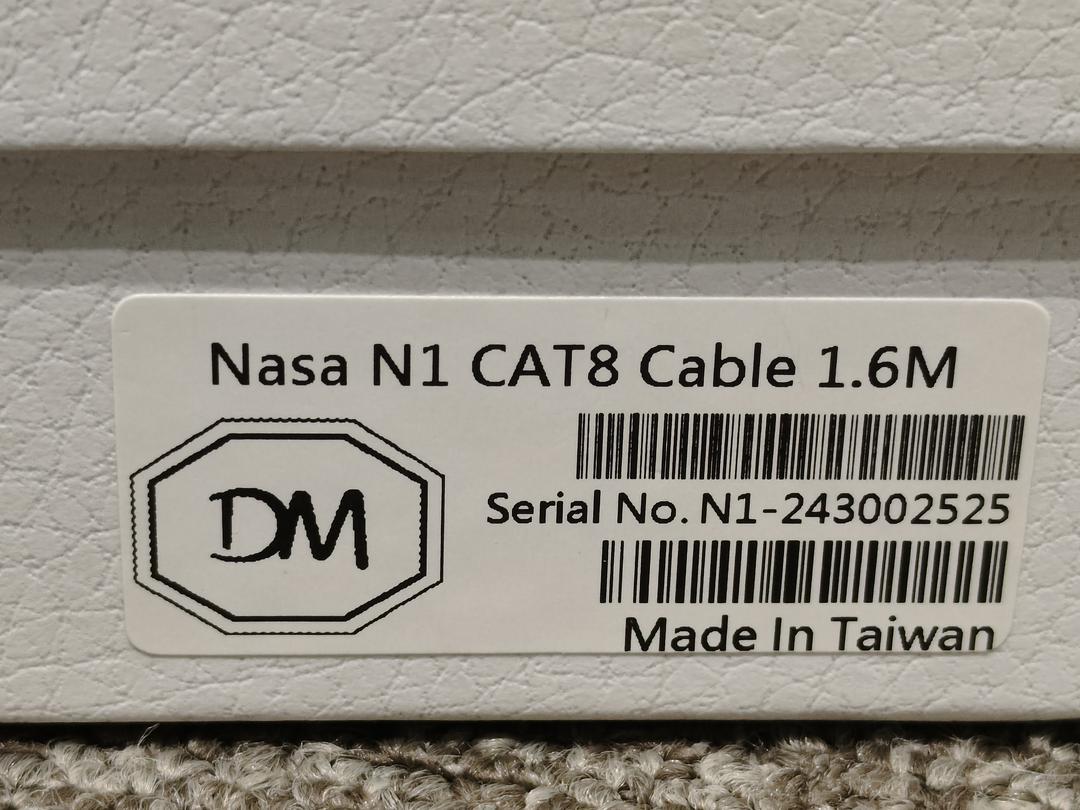 Nasa N1 CAT8 Cable 1.6M
DM
Serial No. N1-243002525
Made In Taiwan